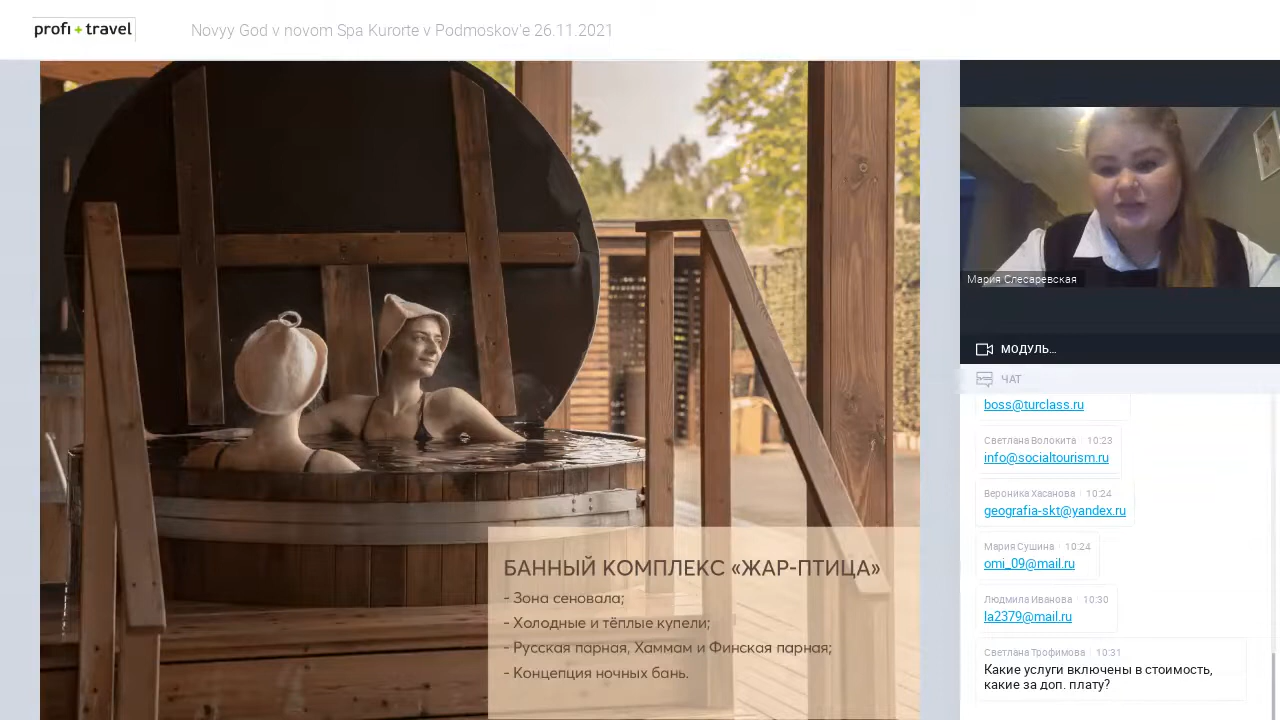 profi travel
Novyy God v novom Spa Kurorte v Podmoskov'e 26.11.2021
БАННЫЙ КОМПЛЕКС «ЖАР-ПТИЦА»
- Зона сеновала;
- Холодные и тёплые купели;
- Русская парная, Хаммам и Финская парная;
- Концепция ночных бань.
Мария Слесаревская
МОДУЛЬ...
ЧАТ
boss@turclass.ru
Светлана Волокита 10:23
info@socialtourism.ru
Вероника Хасанова 10:24
geografia-skt@yandex.ru
Мария Сушина 10:24
omi_09@mail.ru
Людмила Иванова 10:30
la2379@mail.ru
Светлана Трофимова 10:31
Какие услуги включены в стоимость,
какие за доп. плату?